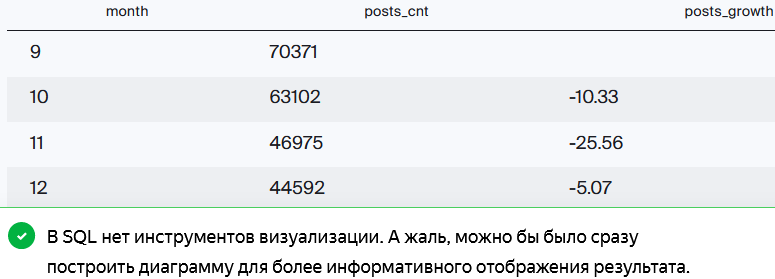 month posts_cnt posts_growth
9 70371
10 63102 -10.33
11 46975 -25.56
12 44592 -5.07
В SQL нет инструментов визуализации. А жаль, можно бы было сразу
построить диаграмму для более информативного отображения результата.